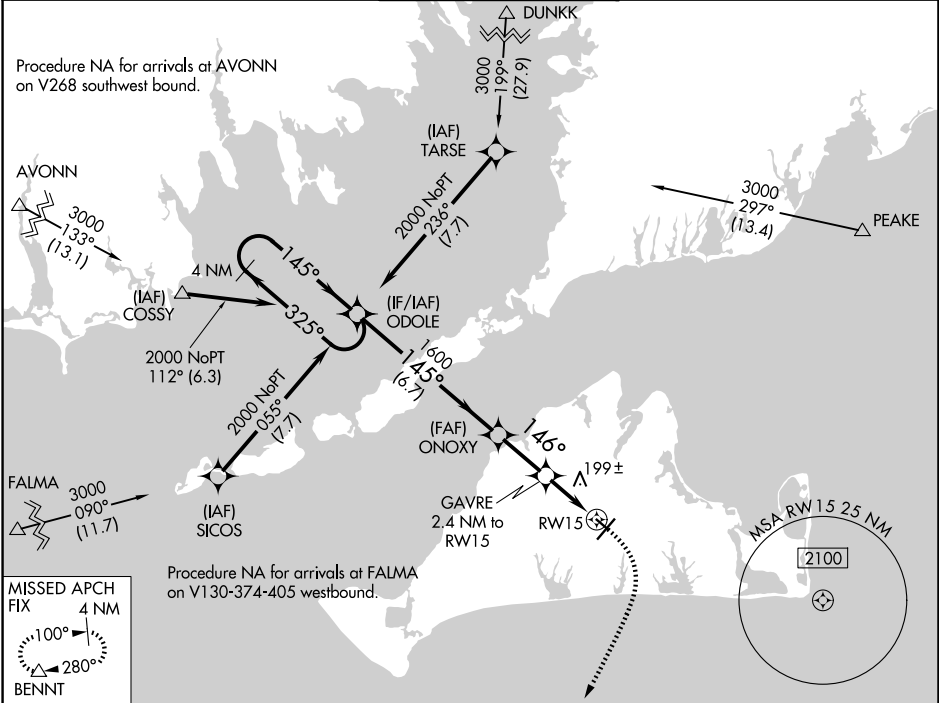 DUNKK
Procedure NA for arrivals at AVONN
on V268 southwest bound.
3000
199°
(27.9)
(IAF)
TARSE
AVONN
3000
133°
(13.1)
2000 NoPT
236°
(7.7)
3000
297°
(13.4)
PEAKE
4 NM
145°
325°
(IAF)
COSSY
(IF/IAF)
ODOLE
2000 NoPT
112° (6.3)
1600
145°
(6.7)
2000 NoPT
055°
(7.7)
(FAF)
ONOXY
146°
199±
FALMA
3000
090°
(11.7)
(IAF)
SICOS
GAVRE
2.4 NM to
RW15
RW15
MSA RW15 25 NM
2100
Procedure NA for arrivals at FALMA
on V130-374-405 westbound.
MISSED APCH
FIX
4 NM
100°
280°
BENNT